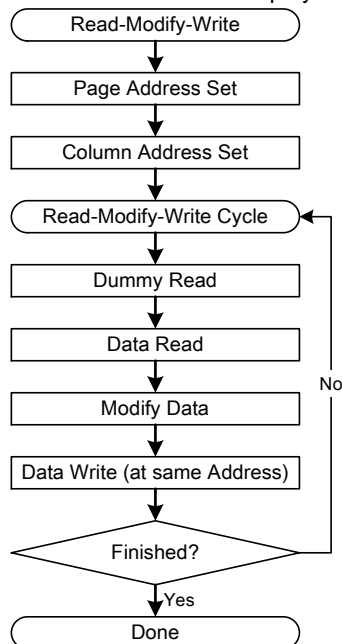 Read-Modify-Write
Page Address Set
Column Address Set
Read-Modify-Write Cycle
Dummy Read
Data Read
No
Modify Data
Data Write (at same Address)
Finished?
Yes
Done